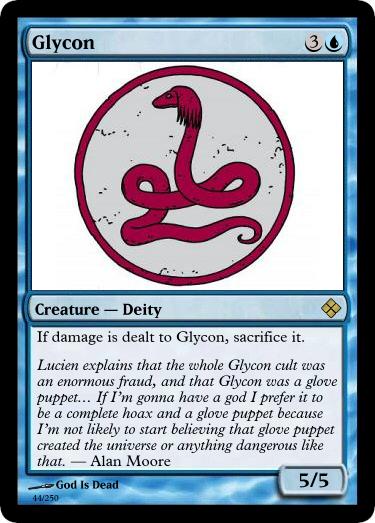 Glycon 3
Creature — Deity
If damage is dealt to Glycon, sacrifice it.
Lucien explains that the whole Glycon cult was
an enormous fraud, and that Glycon was a glove
puppet... If I'm gonna have a god I prefer it to
be a complete hoax and a glove puppet because
I'm not likely to start believing that glove puppet
created the universe or anything dangerous like
that. — Alan Moore
God Is Dead
5/5
44/250